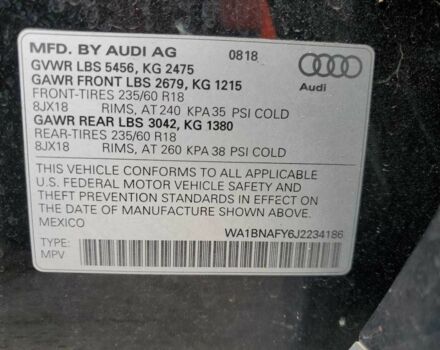 MFD. BY AUDI AG 0818
GVWR LBS 5456, KG 2475
GAWR FRONT LBS 2679, KG 1215
FRONT-TIRES 235/60 R18
8JX18 RIMS, AT 240 KPA 35 PSI COLD
GAWR REAR LBS 3042, KG 1380
REAR-TIRES 235/60 R18
8JX18 RIMS, AT 260 KPA 38 PSI COLD
Audi
THIS VEHICLE CONFORMS TO ALL APPLICABLE
U.S. FEDERAL MOTOR VEHICLE SAFETY AND
THEFT PREVENTION STANDARDS IN EFFECT ON
THE DATE OF MANUFACTURE SHOWN ABOVE.
MEXICO
WA1BNAFY6J2234186
TYPE:
MPV